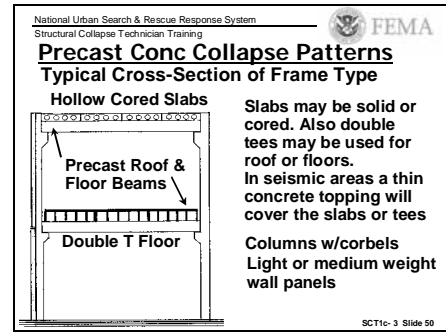 National Urban Search & Rescue Response System
Structural Collapse Technician Training
FEMA
Precast Conc Collapse Patterns
Typical Cross-Section of Frame Type
Hollow Cored Slabs
Precast Roof &
Floor Beams
Double T Floor
Slabs may be solid or
cored. Also double
tees may be used for
roof or floors.
In seismic areas a thin
concrete topping will
cover the slabs or tees
Columns w/corbels
Light or medium weight
wall panels
SCT1c- 3 Slide 50